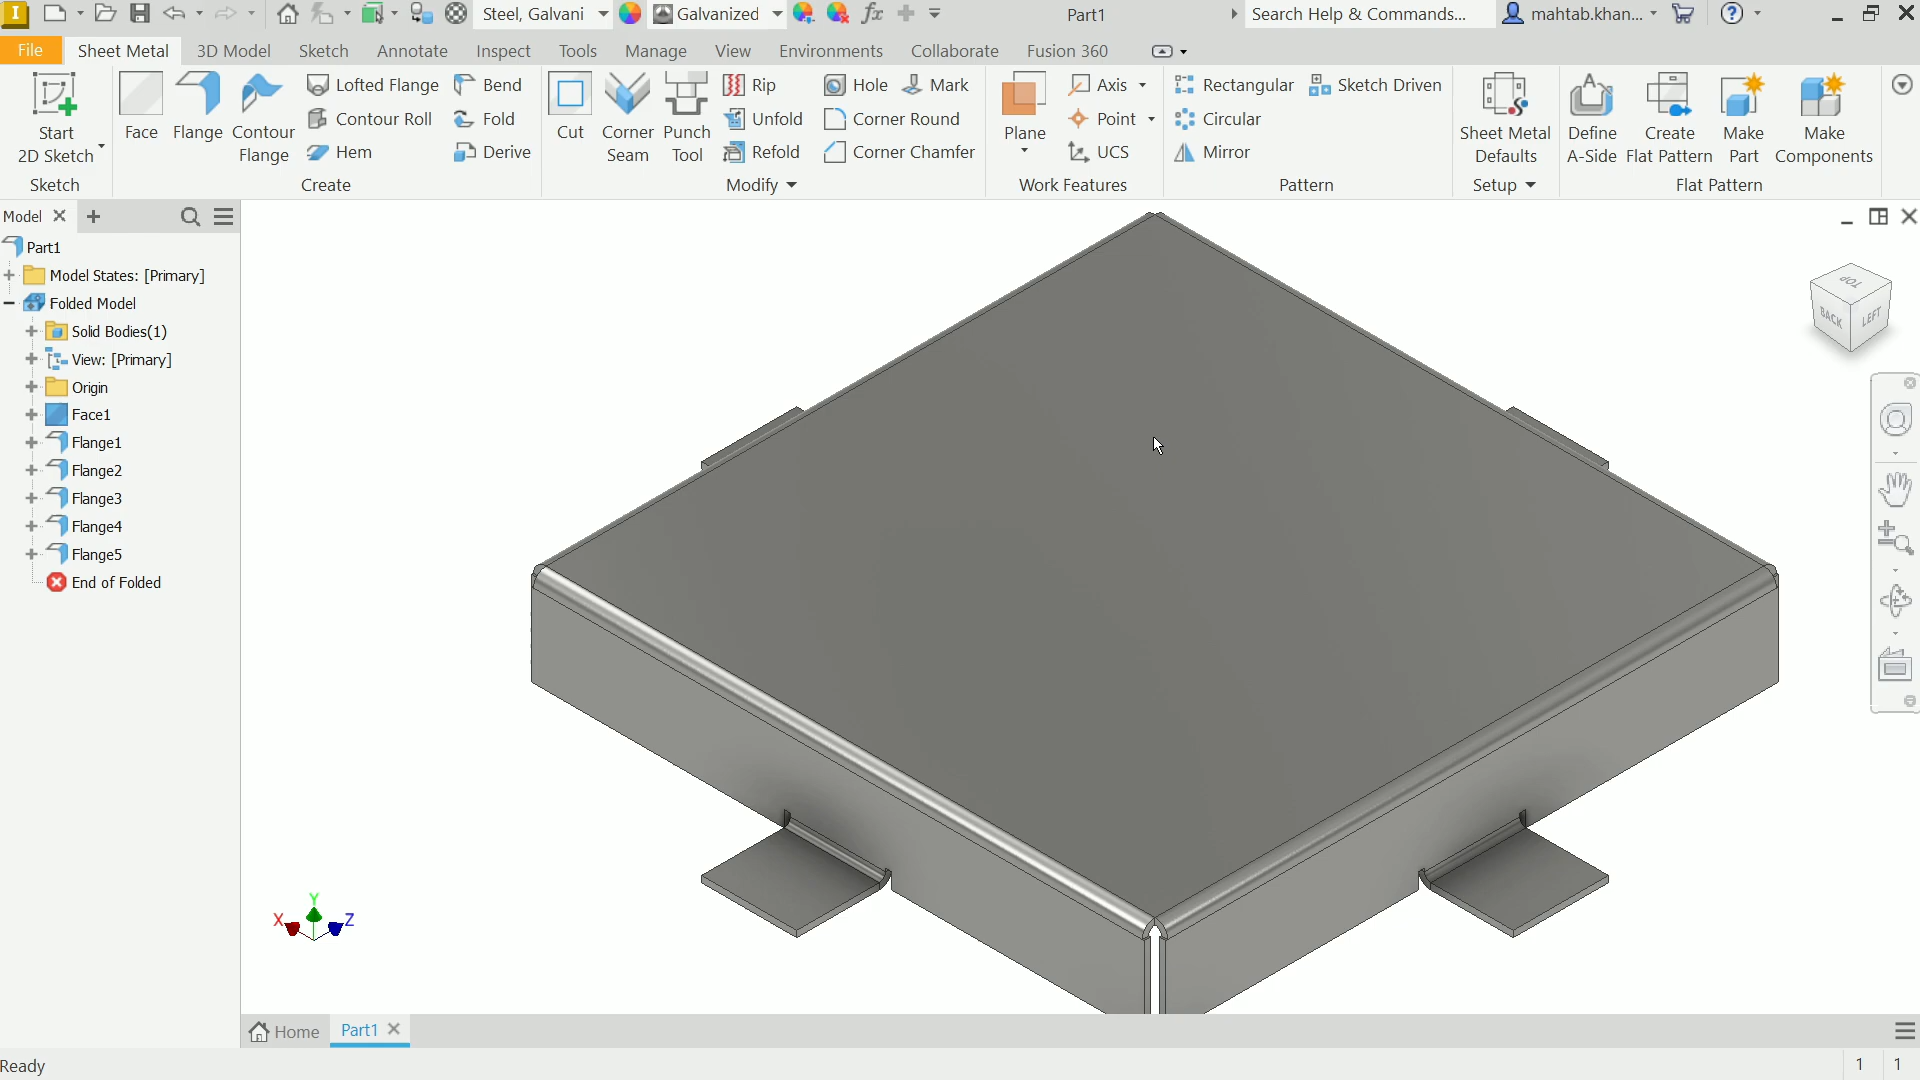 I Steel, Galvani Galvanized fx Part1 Search Help & Commands... mahtab.khan... ?
File Sheet Metal 3D Model Sketch Annotate Inspect Tools Manage View Environments Collaborate Fusion 360
Start 2D Sketch
Sketch
Face
Flange
Contour Flange
Lofted Flange
Contour Roll
Hem
Bend
Fold
Derive
Create
Cut
Corner Seam
Punch Tool
Rip
Unfold
Refold
Hole
Mark
Corner Round
Corner Chamfer
Modify
Plane
Axis
Point
UCS
Work Features
Rectangular
Sketch Driven
Circular
Mirror
Pattern
Sheet Metal Defaults
Setup
Define A-Side
Create Flat Pattern
Make Part
Make Components
Flat Pattern
Model
Part1
Model States: [Primary]
Folded Model
Solid Bodies(1)
View: [Primary]
Origin
Face1
Flange1
Flange2
Flange3
Flange4
Flange5
End of Folded
TOP
BACK LEFT
Y
X Z
Home Part1
Ready 1 1